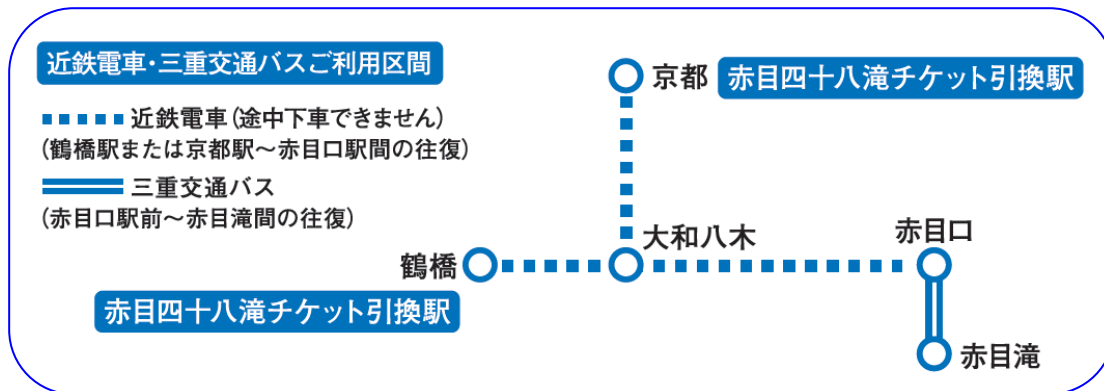 近鉄電車・三重交通バスご利用区間
近鉄電車(途中下車できません)
(鶴橋駅または京都駅～赤目口駅間の往復)
三重交通バス
(赤目口駅前～赤目滝間の往復)
京都 赤目四十八滝チケット引換駅
大和八木
赤目口
鶴橋
赤目四十八滝チケット引換駅
赤目滝